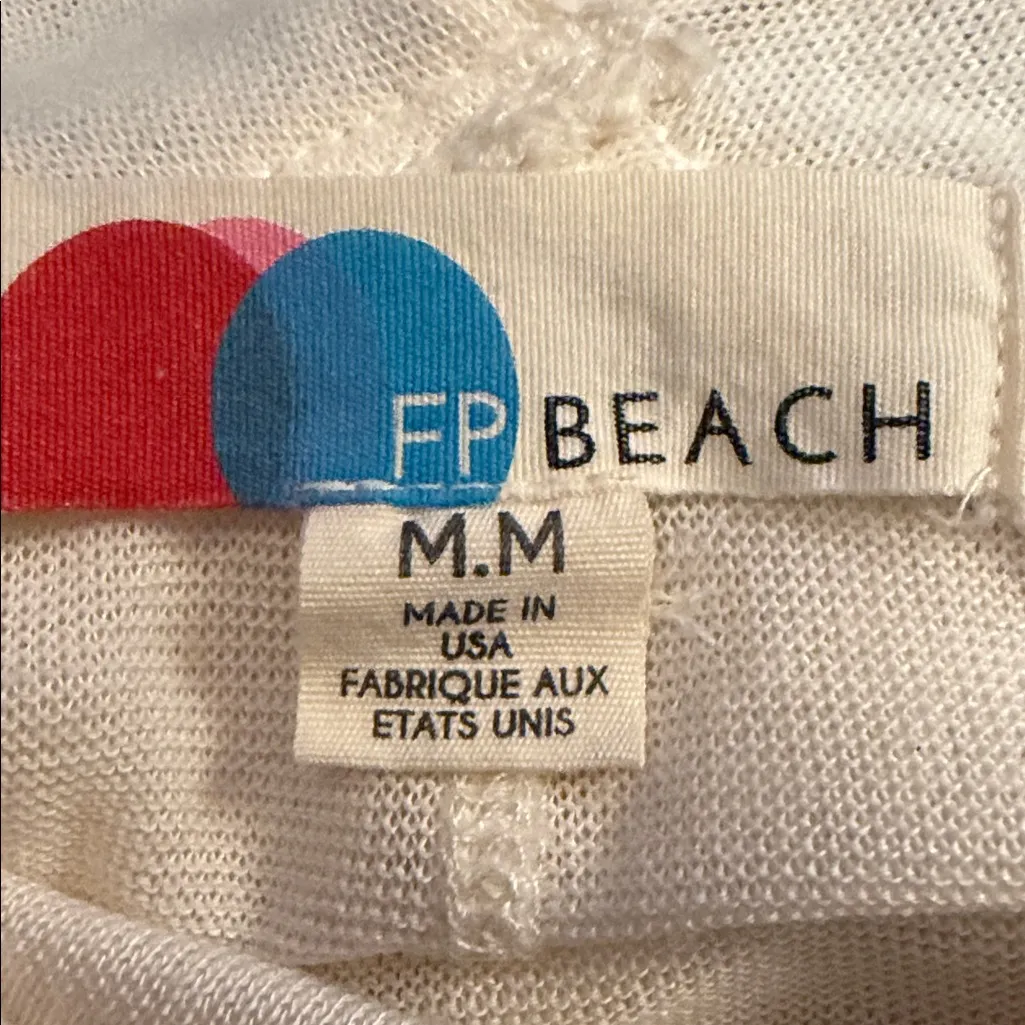 FP BEACH
M.M
MADE IN
USA
FABRIQUE AUX
ETATS UNIS